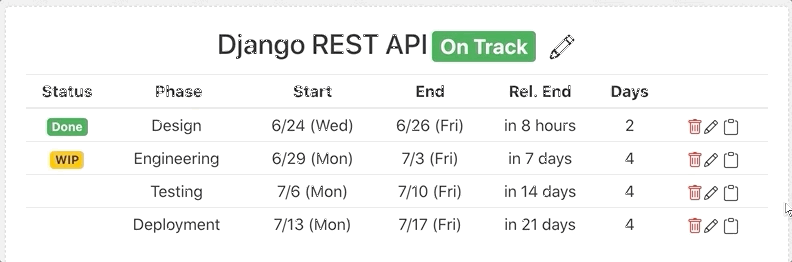 Django REST API On Track
Status Phase Start End Rel. End Days
Done Design 6/24 (Wed) 6/26 (Fri) in 8 hours 2
WIP Engineering 6/29 (Mon) 7/3 (Fri) in 7 days 4
Testing 7/6 (Mon) 7/10 (Fri) in 14 days 4
Deployment 7/13 (Mon) 7/17 (Fri) in 21 days 4